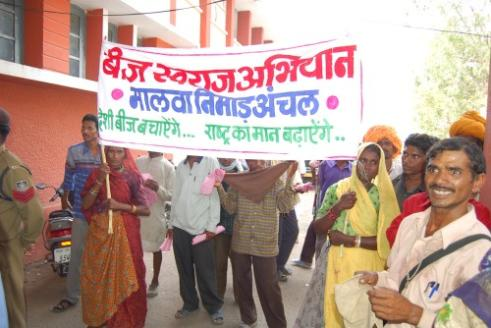 बीज स्वराज अभियान
मालवा निमाड़ अंचल
देशी बीज बचाऐंगे... राष्ट्र का मान बढ़ाऐंगे..